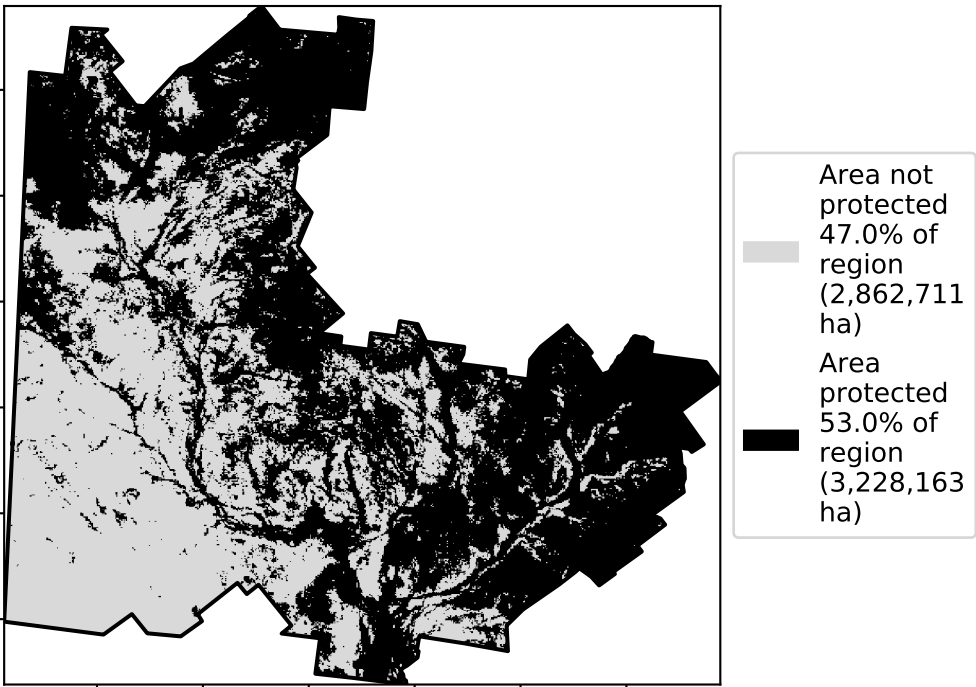 Area not
protected
47.0% of
region
(2,862,711
ha)
Area
protected
53.0% of
region
(3,228,163
ha)